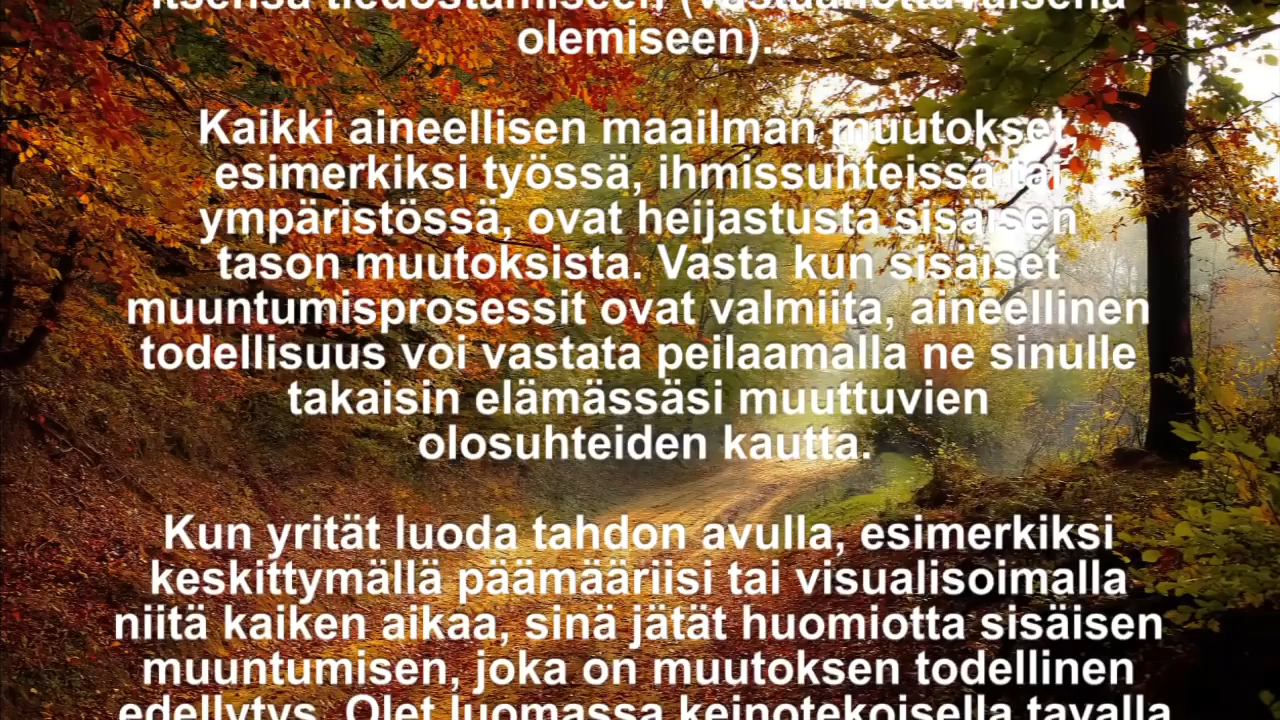 itsensä tiedostumiseen (vastaanottavaisena
olemiseen).
Kaikki aineellisen maailman muutokset,
esimerkiksi työssä, ihmissuhteissa tai
ympäristössä, ovat heijastusta sisäisen
tason muutoksista. Vasta kun sisäiset
muuntumisprosessit ovat valmiita, aineellinen
todellisuus voi vastata peilaamalla ne sinulle
takaisin elämässäsi muuttuvien
olosuhteiden kautta.
Kun yrität luoda tahdon avulla, esimerkiksi
keskittymällä päämääriisi tai visualisoimalla
niitä kaiken aikaa, sinä jätät huomiotta sisäisen
muuntumisen, joka on muutoksen todellinen
edellytys. Olet luomassa keinotekoisella tavalla